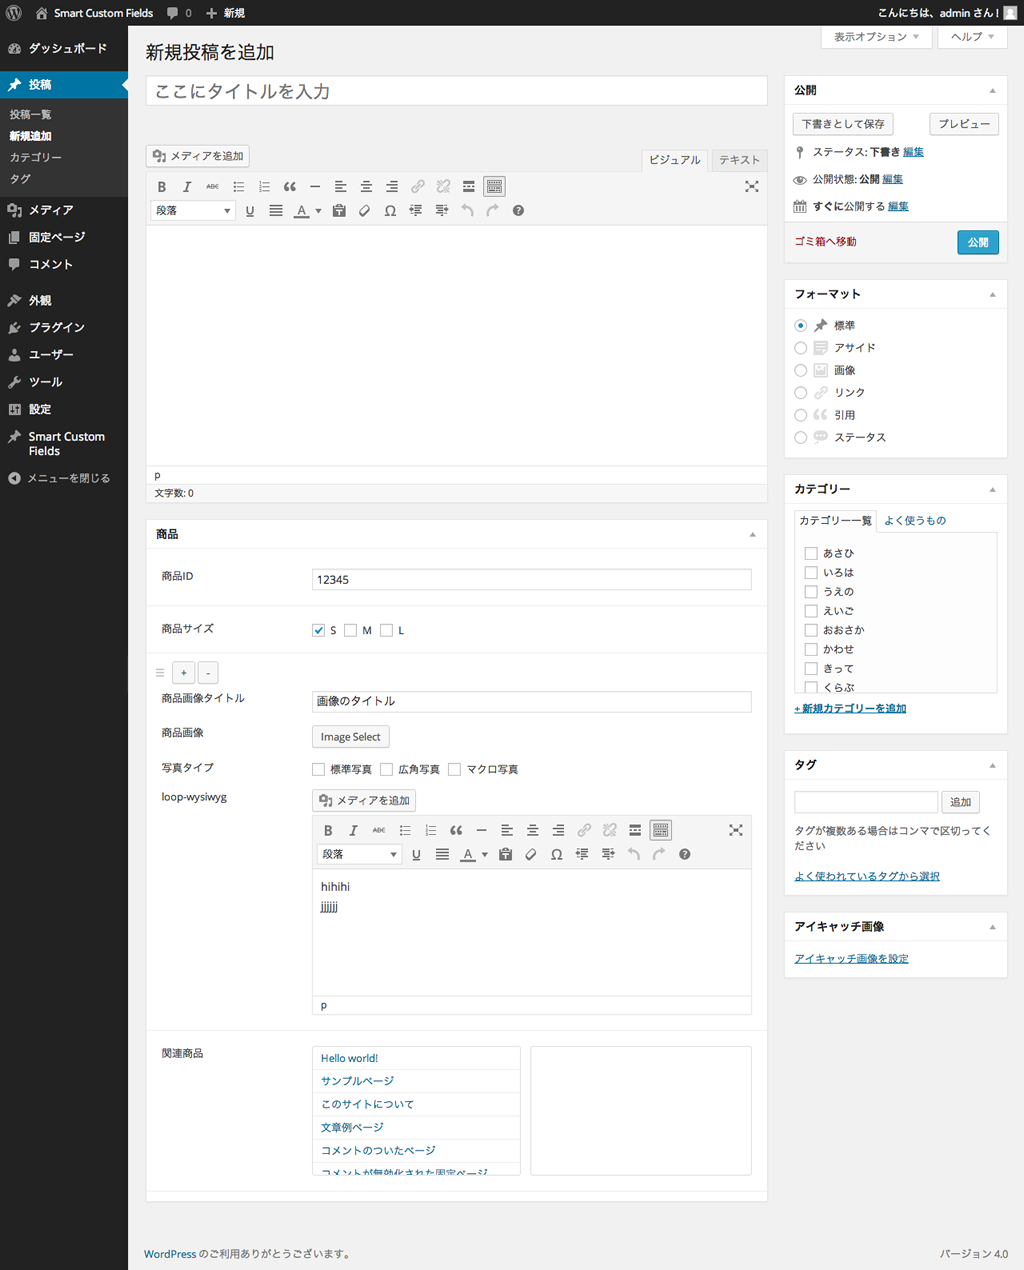 Smart Custom Fields 0 新規 こんにちは、admin さん！
ダッシュボード
投稿
投稿一覧
新規追加
カテゴリー
タグ
メディア
固定ページ
コメント
外観
プラグイン
ユーザー
ツール
設定
Smart Custom
Fields
メニューを閉じる
表示オプション ヘルプ
新規投稿を追加
ここにタイトルを入力
メディアを追加
ビジュアル テキスト
B I ABC
段落 U A Ω
p
文字数: 0
商品
商品ID 12345
商品サイズ S M L
+ -
商品画像タイトル 画像のタイトル
商品画像 Image Select
写真タイプ 標準写真 広角写真 マクロ写真
loop-wysiwyg メディアを追加
B I ABC
段落 U A Ω
hihihi
jjjjjj
p
関連商品
Hello world!
サンプルページ
このサイトについて
文章例ページ
コメントのついたページ
コメントが無効化された固定ページ
公開
下書きとして保存 プレビュー
ステータス: 下書き 編集
公開状態: 公開 編集
すぐに公開する 編集
ゴミ箱へ移動 公開
フォーマット
標準
アサイド
画像
リンク
引用
ステータス
カテゴリー
カテゴリー一覧 よく使うもの
あさひ
いろは
うえの
えいご
おおさか
かわせ
きって
くらぶ
+ 新規カテゴリーを追加
タグ
追加
タグが複数ある場合はコンマで区切ってく
ださい
よく使われているタグから選択
アイキャッチ画像
アイキャッチ画像を設定
WordPress のご利用ありがとうございます。 バージョン 4.0